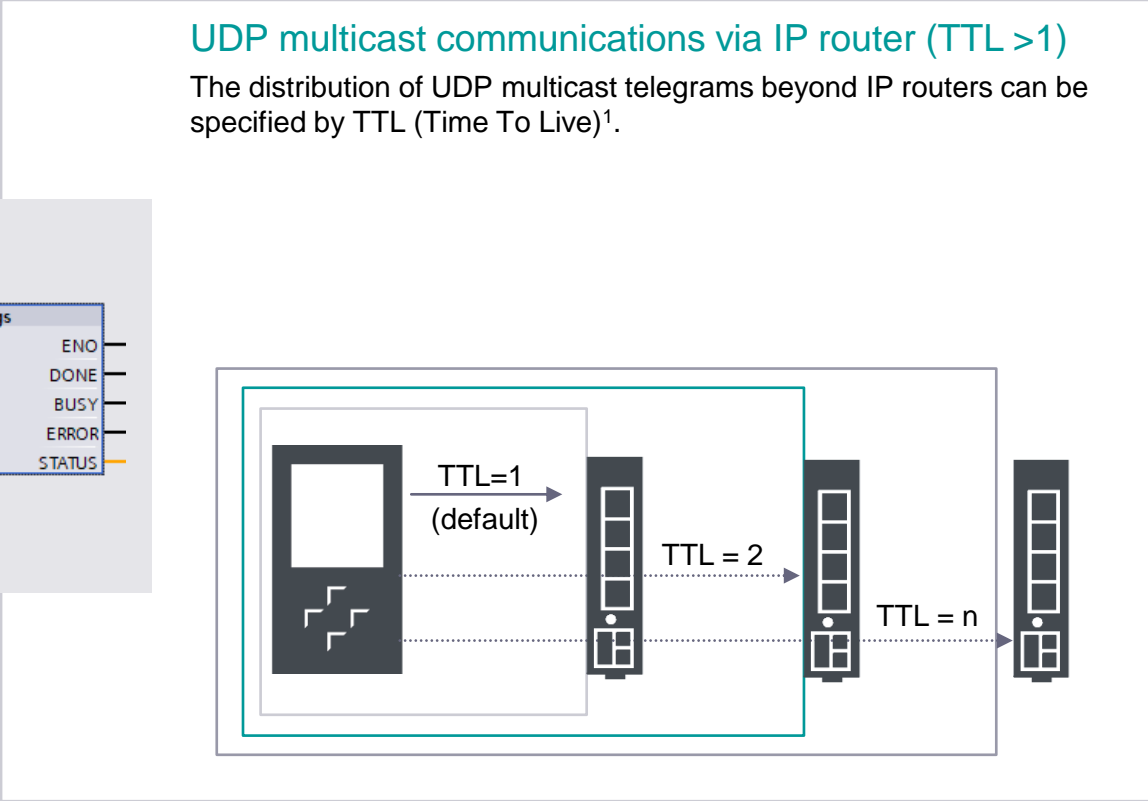 UDP multicast communications via IP router (TTL >1)
The distribution of UDP multicast telegrams beyond IP routers can be
specified by TTL (Time To Live)¹.
gs
ENO
DONE
BUSY
ERROR
STATUS
TTL=1
(default)
TTL = 2
TTL = n